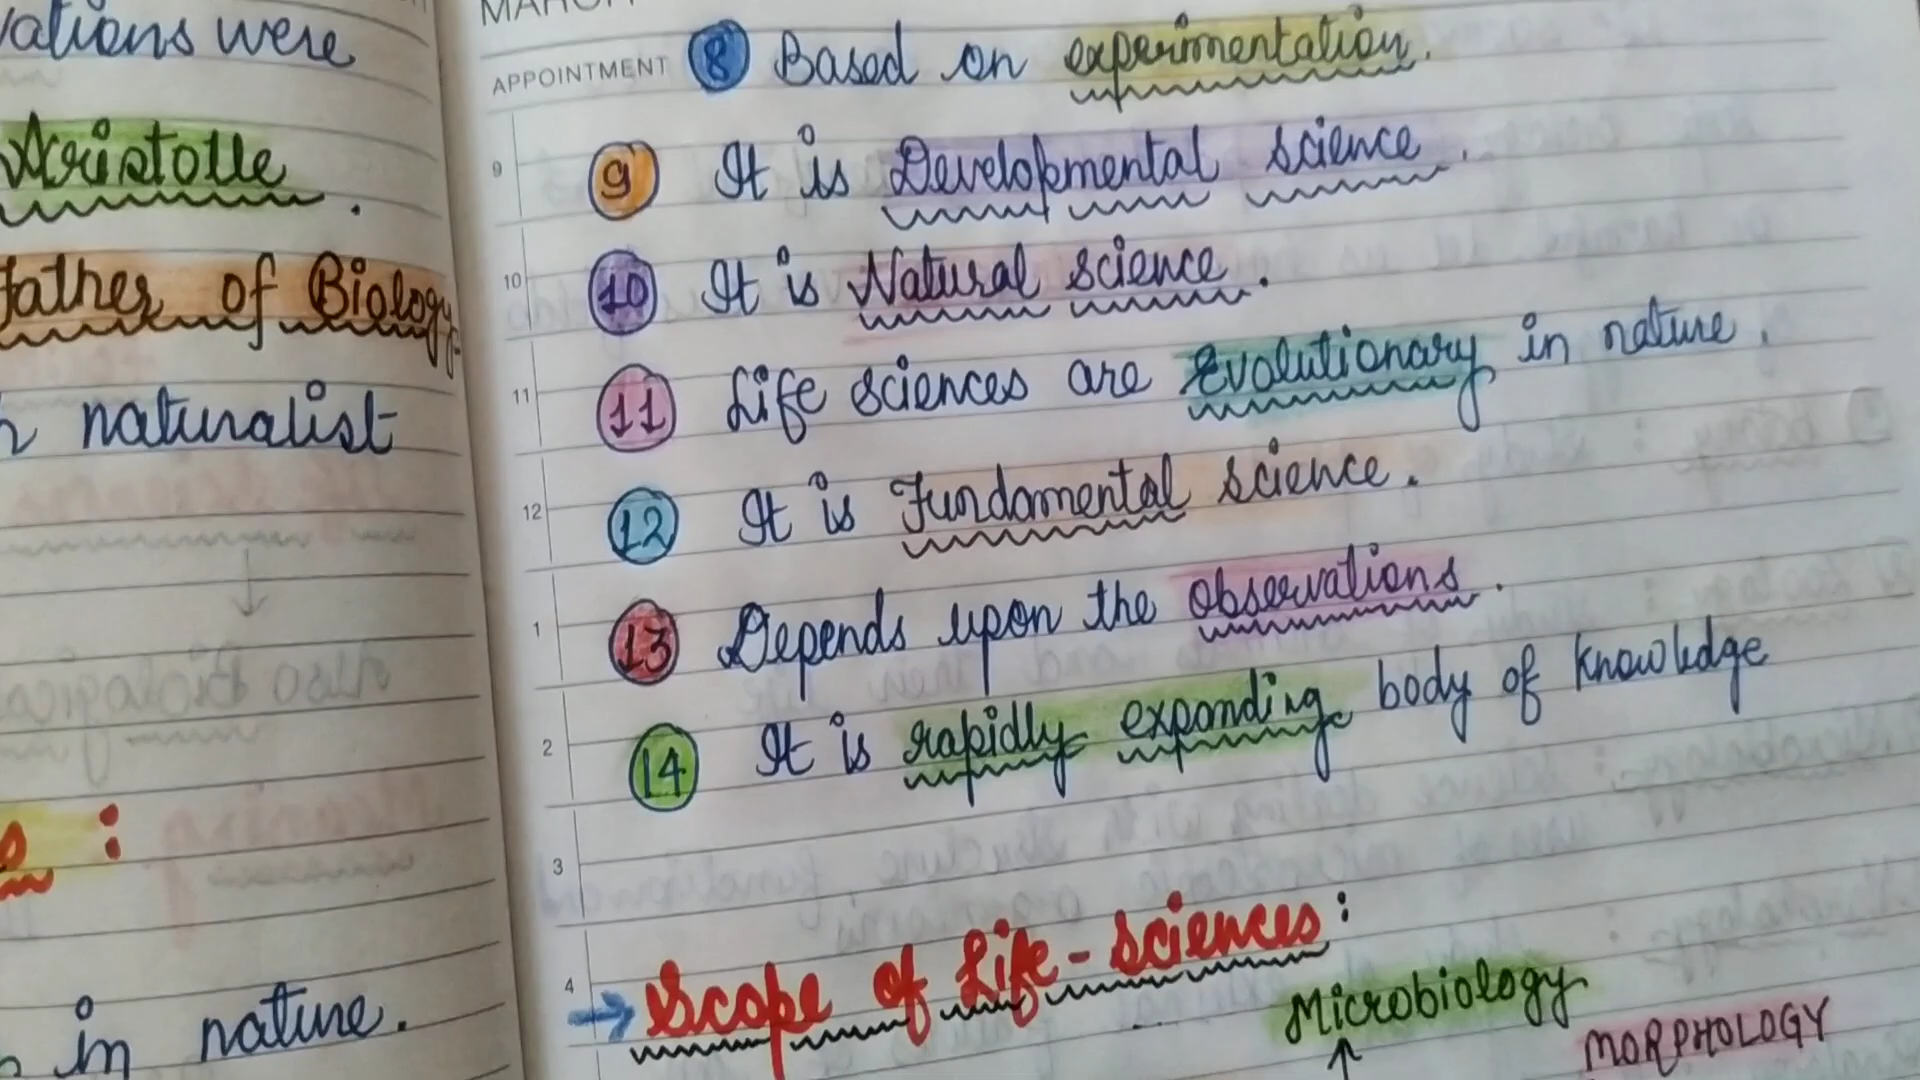 ations were
Aristotle.
father of Biology
naturalist
:
in nature.
APPOINTMENT
8 Based on experimentation.
9 9 It is Developmental science.
10 10 It is Natural science.
11 11 Life sciences are Evolutionary in nature.
12 12 It is Fundamental science.
1 13 Depends upon the observations.
2 14 It is rapidly expanding body of knowledge
3
4 → Scope of Life-Sciences:
Microbiology
MORPHOLOGY